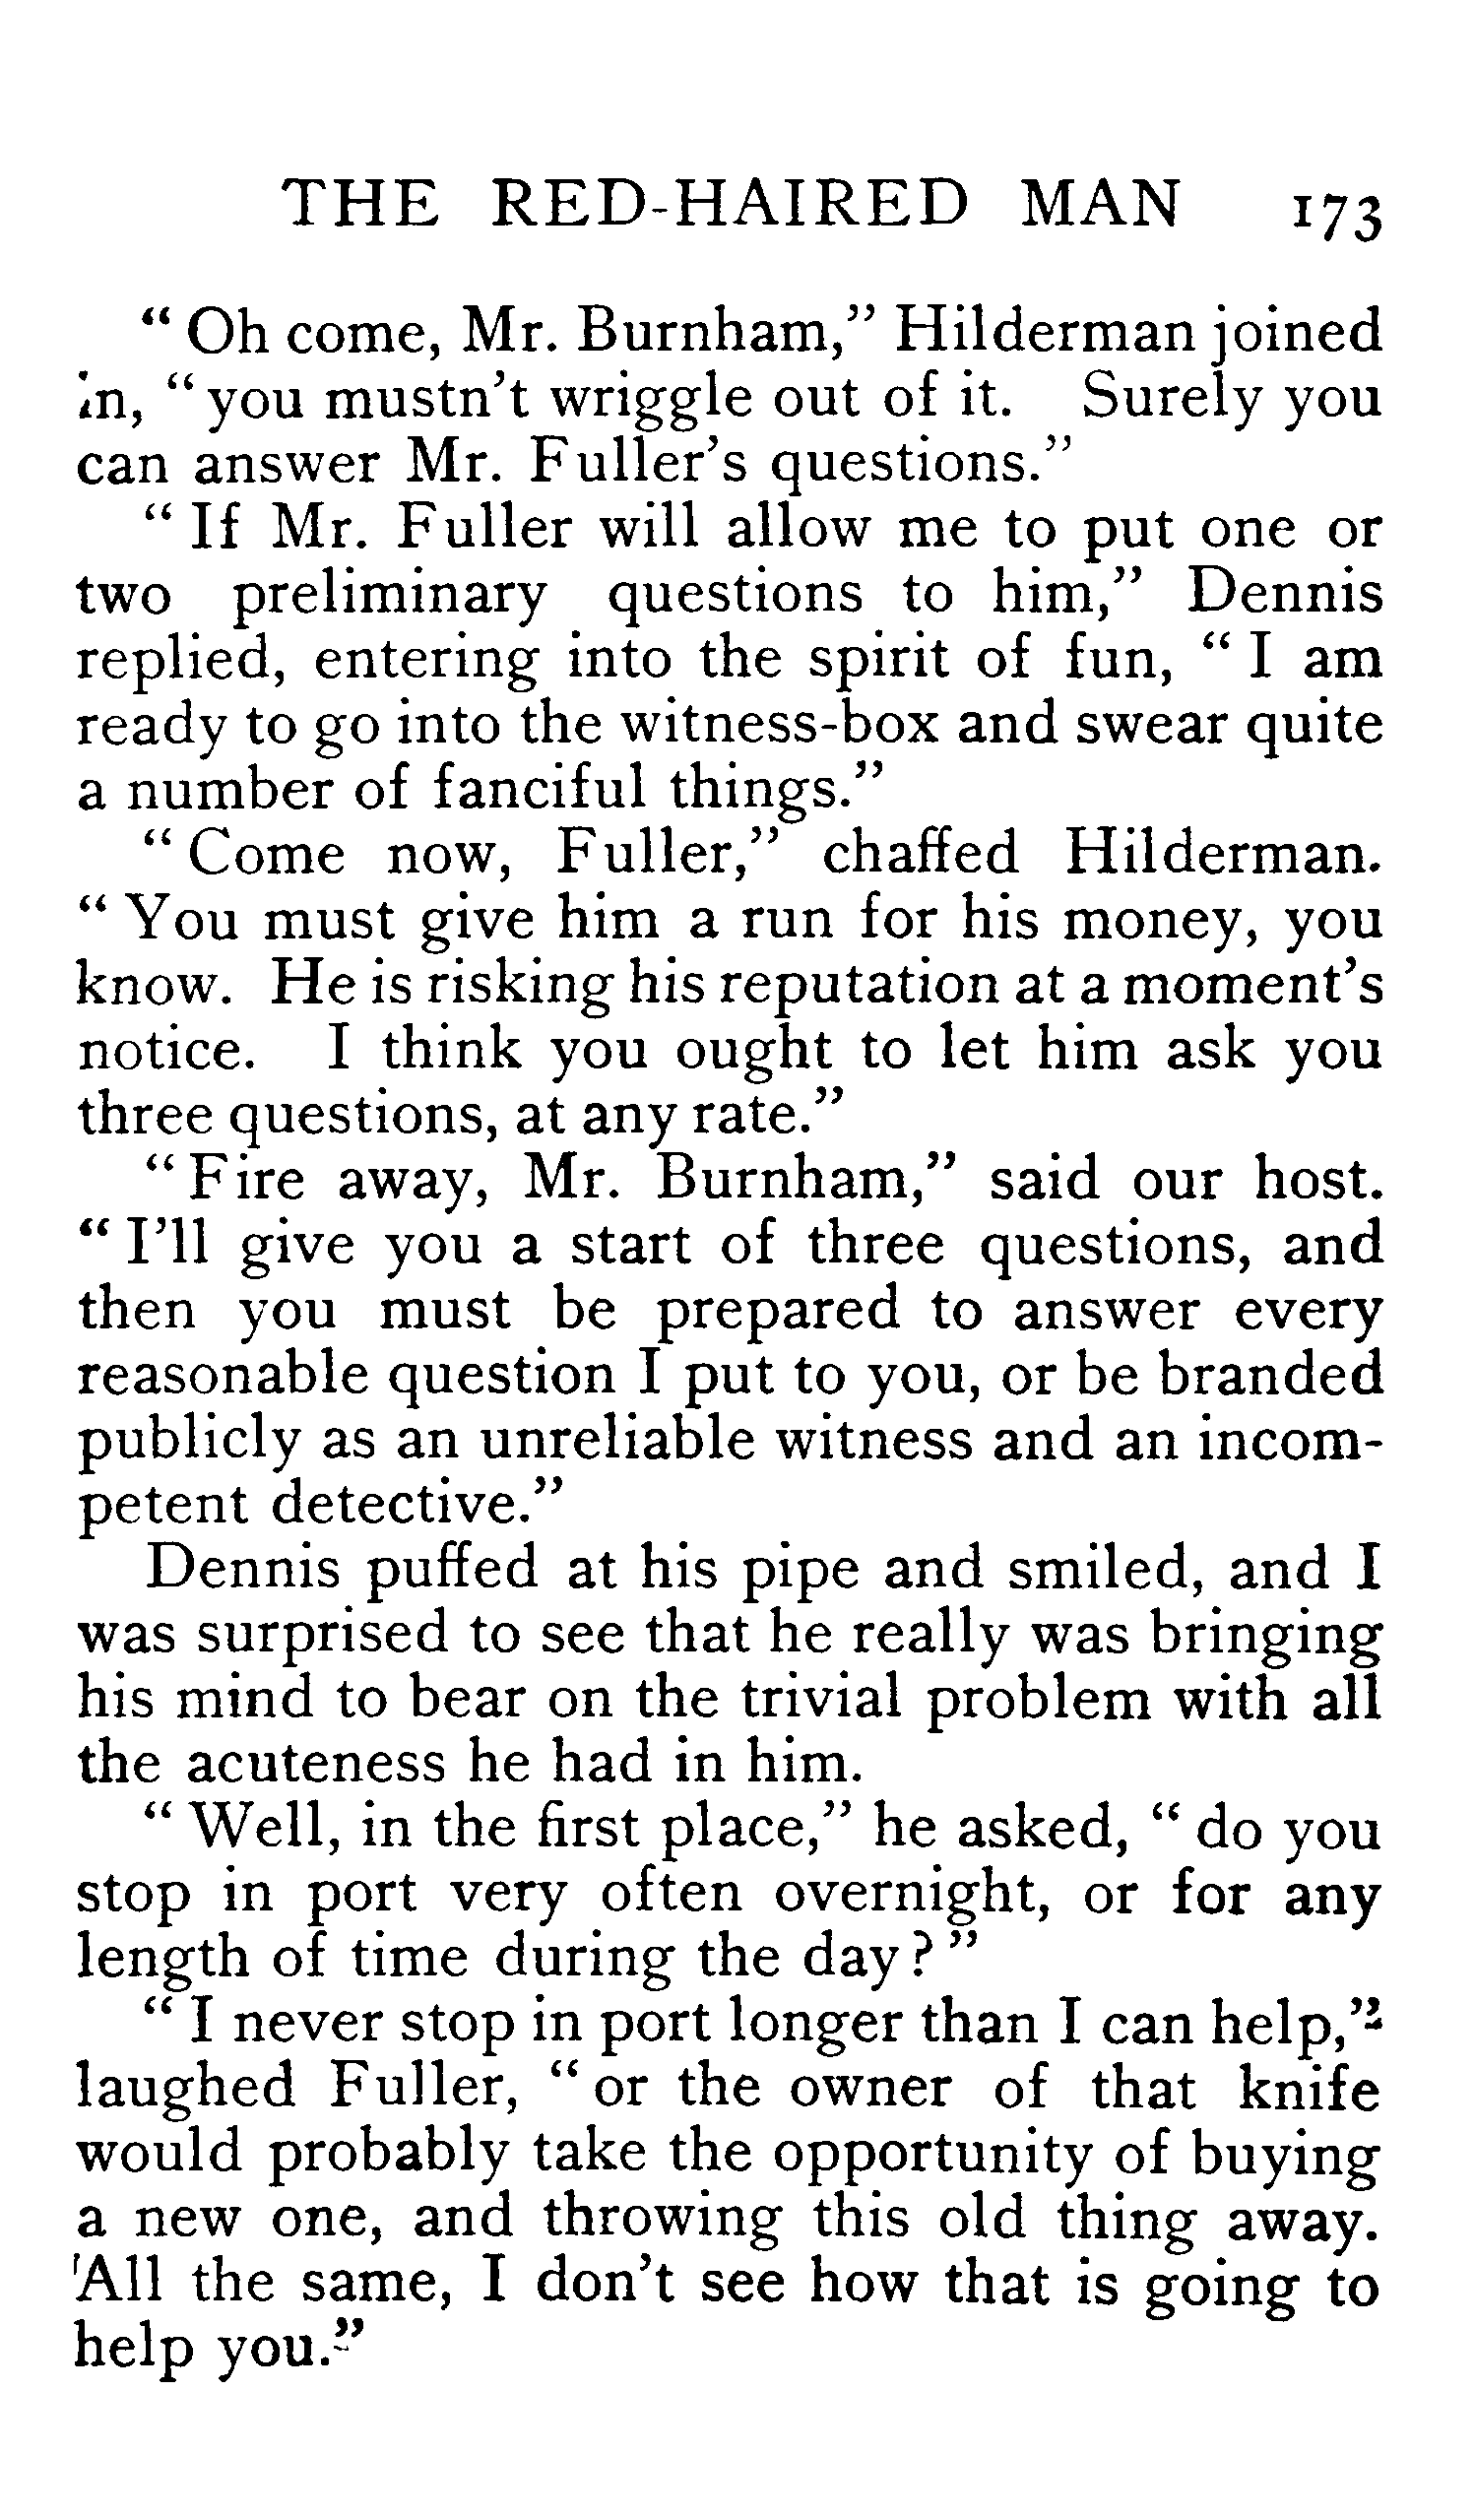 THE RED-HAIRED MAN 173
“ Oh come, Mr. Burnham,” Hilderman joined
in, “ you mustn't wriggle out of it. Surely you
can answer Mr. Fuller's questions.”
“ If Mr. Fuller will allow me to put one or
two preliminary questions to him,” Dennis
replied, entering into the spirit of fun, “ I am
ready to go into the witness-box and swear quite
a number of fanciful things.”
“ Come now, Fuller,” chaffed Hilderman.
“ You must give him a run for his money, you
know. He is risking his reputation at a moment's
notice. I think you ought to let him ask you
three questions, at any rate.”
“ Fire away, Mr. Burnham,” said our host.
“ I'll give you a start of three questions, and
then you must be prepared to answer every
reasonable question I put to you, or be branded
publicly as an unreliable witness and an incom-
petent detective.”
Dennis puffed at his pipe and smiled, and I
was surprised to see that he really was bringing
his mind to bear on the trivial problem with all
the acuteness he had in him.
“ Well, in the first place,” he asked, “ do you
stop in port very often overnight, or for any
length of time during the day ? ”
“ I never stop in port longer than I can help,”
laughed Fuller, “ or the owner of that knife
would probably take the opportunity of buying
a new one, and throwing this old thing away.
'All the same, I don't see how that is going to
help you.”